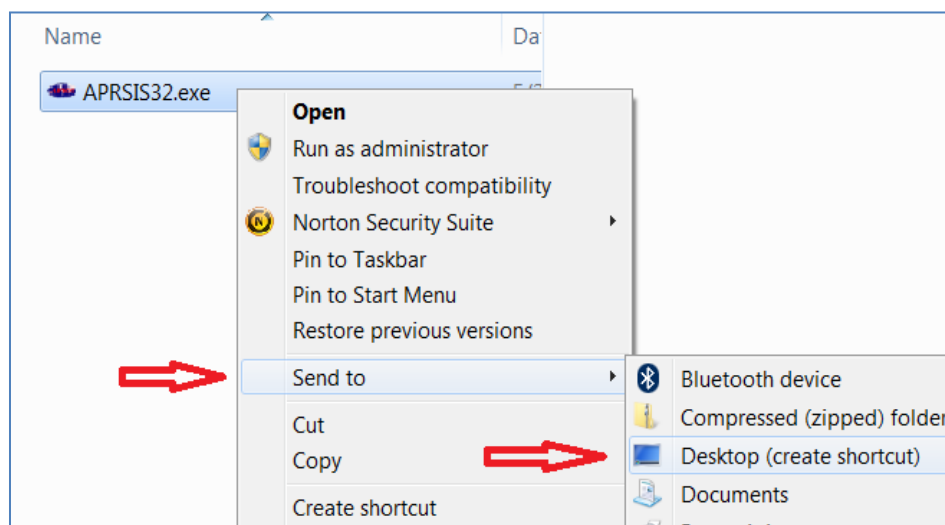 Name
Da
APRSIS32.exe
Open
Run as administrator
Troubleshoot compatibility
Norton Security Suite
Pin to Taskbar
Pin to Start Menu
Restore previous versions
Send to
Bluetooth device
Compressed (zipped) folder
Cut
Copy
Desktop (create shortcut)
Documents
Create shortcut